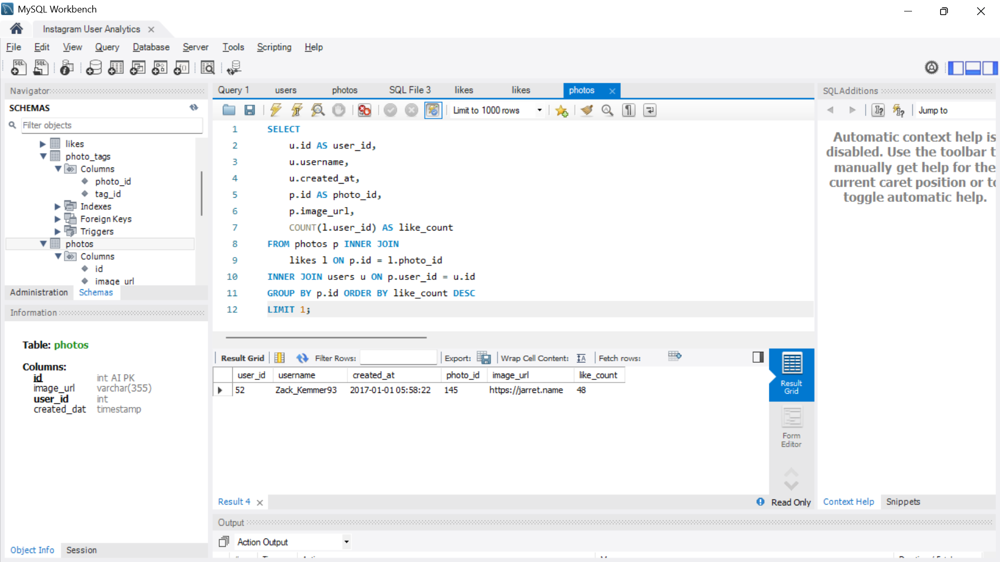 MySQL Workbench
Instagram User Analytics
File Edit View Query Database Server Tools Scripting Help
Navigator
SCHEMAS
Filter objects
likes
photo_tags
Columns
photo_id
tag_id
Indexes
Foreign Keys
Triggers
photos
Columns
id
image_url
Administration Schemas
Information
Table: photos
Columns:
id int AI PK
image_url varchar(355)
user_id int
created_dat timestamp
Object Info Session
Query 1 users photos SQL File 3 likes likes photos
Limit to 1000 rows
1 SELECT
2 u.id AS user_id,
3 u.username,
4 u.created_at,
5 p.id AS photo_id,
6 p.image_url,
7 COUNT(l.user_id) AS like_count
8 FROM photos p INNER JOIN
9 likes l ON p.id = l.photo_id
10 INNER JOIN users u ON p.user_id = u.id
11 GROUP BY p.id ORDER BY like_count DESC
12 LIMIT 1;
Result Grid Filter Rows: Export: Wrap Cell Content: Fetch rows:
user_id username created_at photo_id image_url like_count
52 Zack_Kemmer93 2017-01-01 05:58:22 145 https://jarret.name 48
Result
Grid
Form
Editor
Result 4
Read Only
Output
Action Output
SQLAdditions
Jump to
Automatic context help is
disabled. Use the toolbar t
manually get help for the
current caret position or to
toggle automatic help.
Context Help Snippets